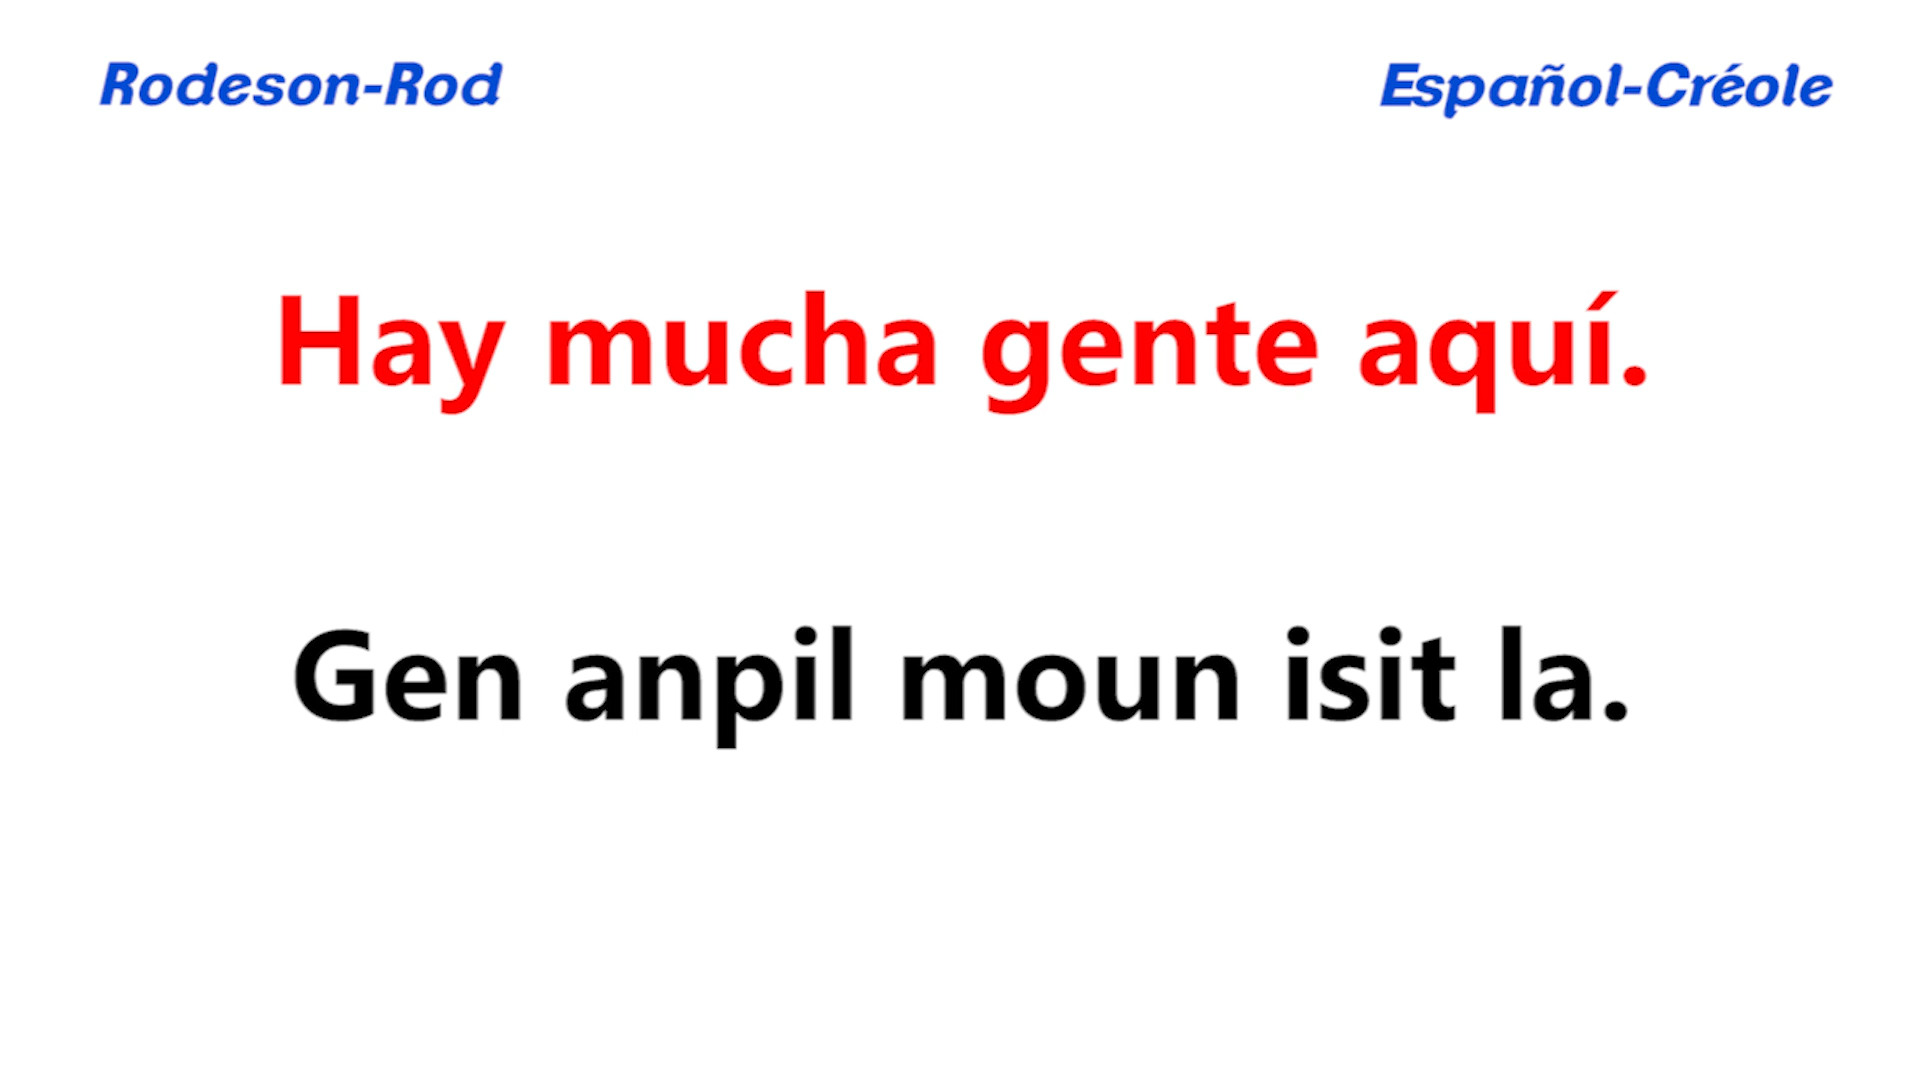 Rodeson-Rod
Español-Créole
Hay mucha gente aquí.
Gen anpil moun isit la.